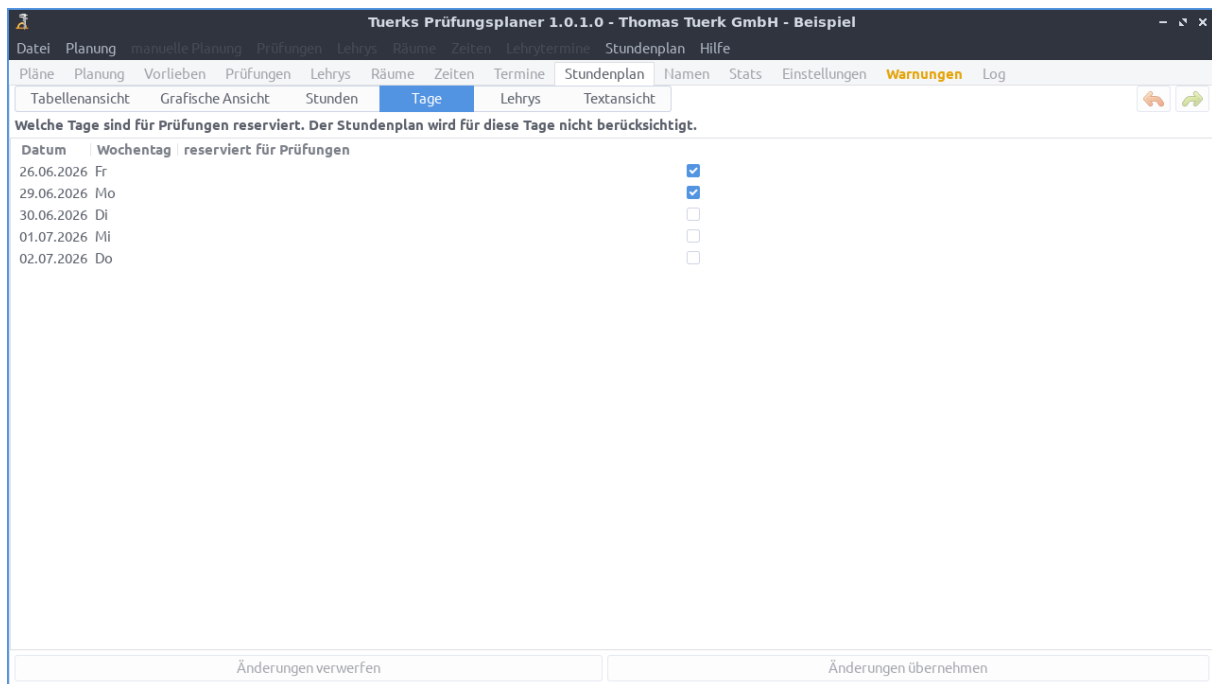 Tuerks Prüfungsplaner 1.0.1.0 - Thomas Tuerk GmbH - Beispiel
Datei Planung manuelle Planung Prüfungen Lehrys Räume Zeiten Lehrytermine Stundenplan Hilfe
Pläne Planung Vorlieben Prüfungen Lehrys Räume Zeiten Termine Stundenplan Namen Stats Einstellungen Warnungen Log
Tabellenansicht Grafische Ansicht Stunden Tage Lehrys Textansicht
Welche Tage sind für Prüfungen reserviert. Der Stundenplan wird für diese Tage nicht berücksichtigt.
Datum Wochentag reserviert für Prüfungen
26.06.2026 Fr
29.06.2026 Mo
30.06.2026 Di
01.07.2026 Mi
02.07.2026 Do
Änderungen verwerfen Änderungen übernehmen